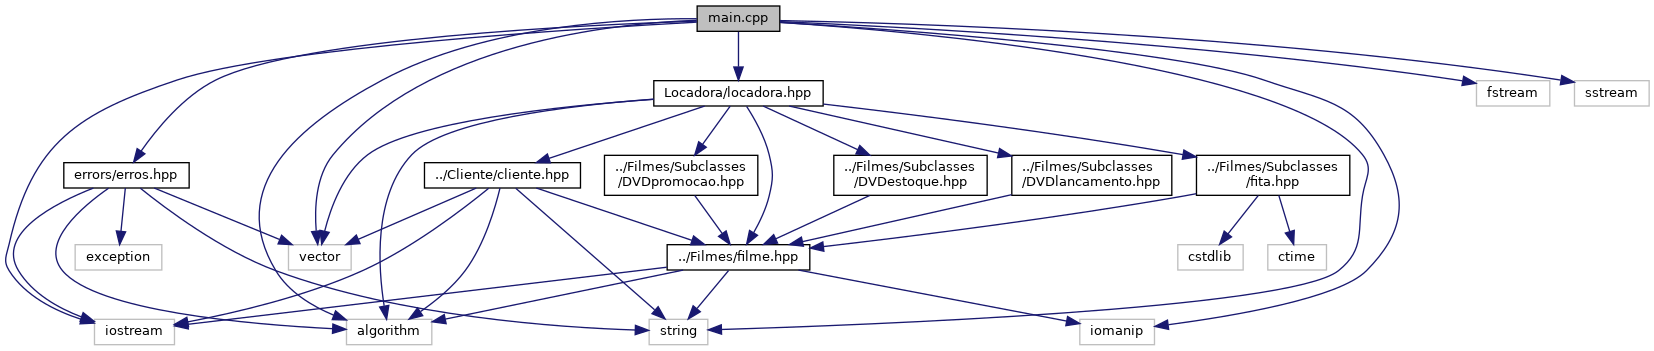 main.cpp
Locadora/locadora.hpp
fstream
sstream
errors/erros.hpp
../Cliente/cliente.hpp
../Filmes/Subclasses
/DVDpromocao.hpp
../Filmes/Subclasses
/DVDestoque.hpp
../Filmes/Subclasses
/DVDlancamento.hpp
../Filmes/Subclasses
/fita.hpp
exception
vector
../Filmes/filme.hpp
cstdlib
ctime
iostream
algorithm
string
iomanip